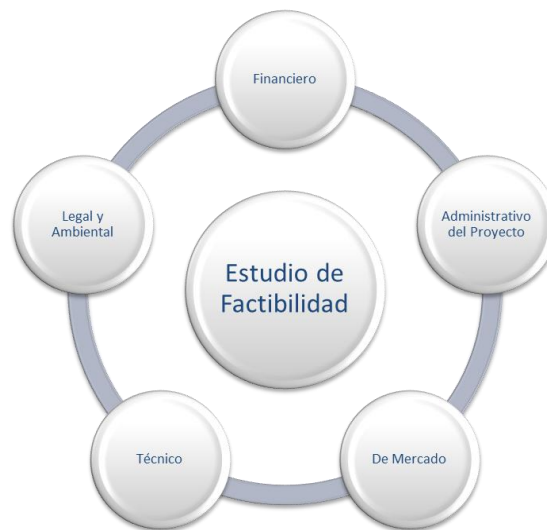 Financiero
Legal y
Ambiental
Administrativo
del Proyecto
Estudio de
Factibilidad
Técnico
De Mercado